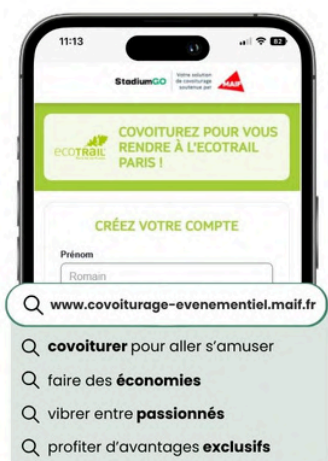 11:13
82
StadiumGO
Votre solution
de covoiturage
soutenue par
MAIF
ecotrail
COVOITUREZ POUR VOUS
RENDRE À L'ECOTRAIL
PARIS !
CRÉEZ VOTRE COMPTE
Prénom
Romain
www.covoiturage-evenementiel.maif.fr
covoiturer pour aller s'amuser
faire des économies
vibrer entre passionnés
profiter d'avantages exclusifs